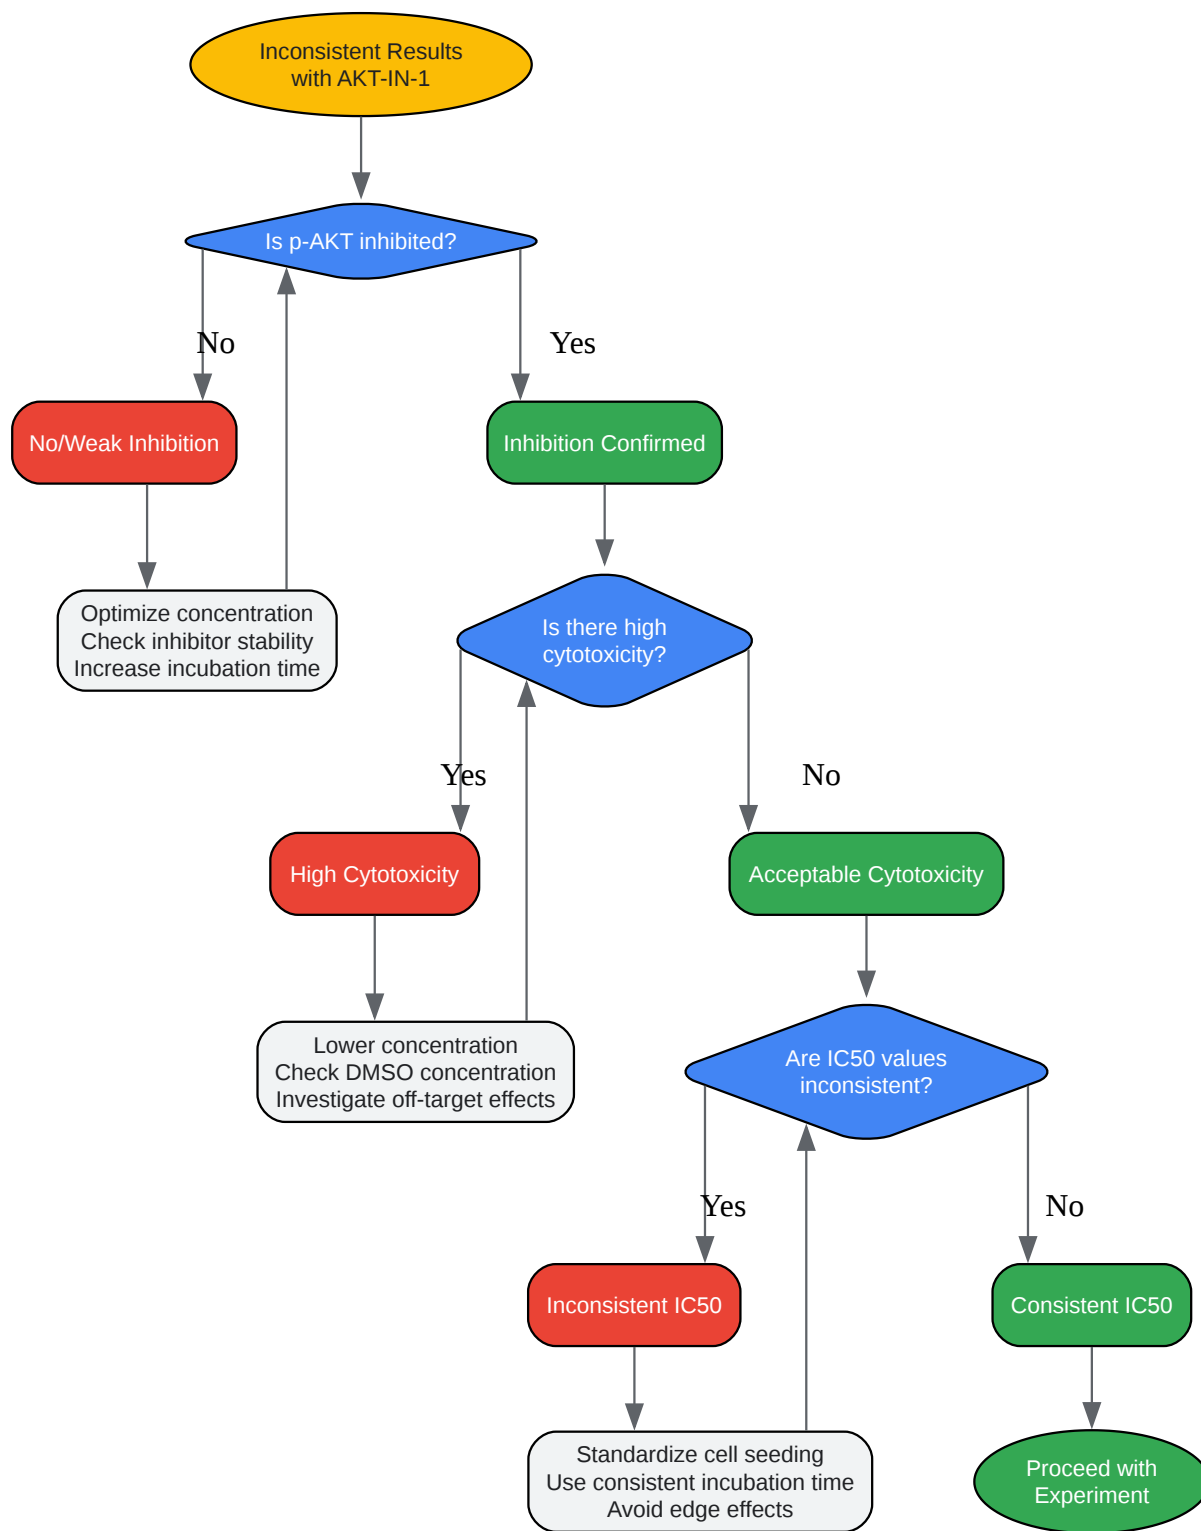 Inconsistent Results
with AKT-IN-1
Is p-AKT inhibited?
No
Yes
No/Weak Inhibition
Inhibition Confirmed
Optimize concentration
Check inhibitor stability
Increase incubation time
Is there high
cytotoxicity?
Yes
No
High Cytotoxicity
Acceptable Cytotoxicity
Lower concentration
Check DMSO concentration
Investigate off-target effects
Are IC50 values
inconsistent?
Yes
No
Inconsistent IC50
Consistent IC50
Standardize cell seeding
Use consistent incubation time
Avoid edge effects
Proceed with
Experiment